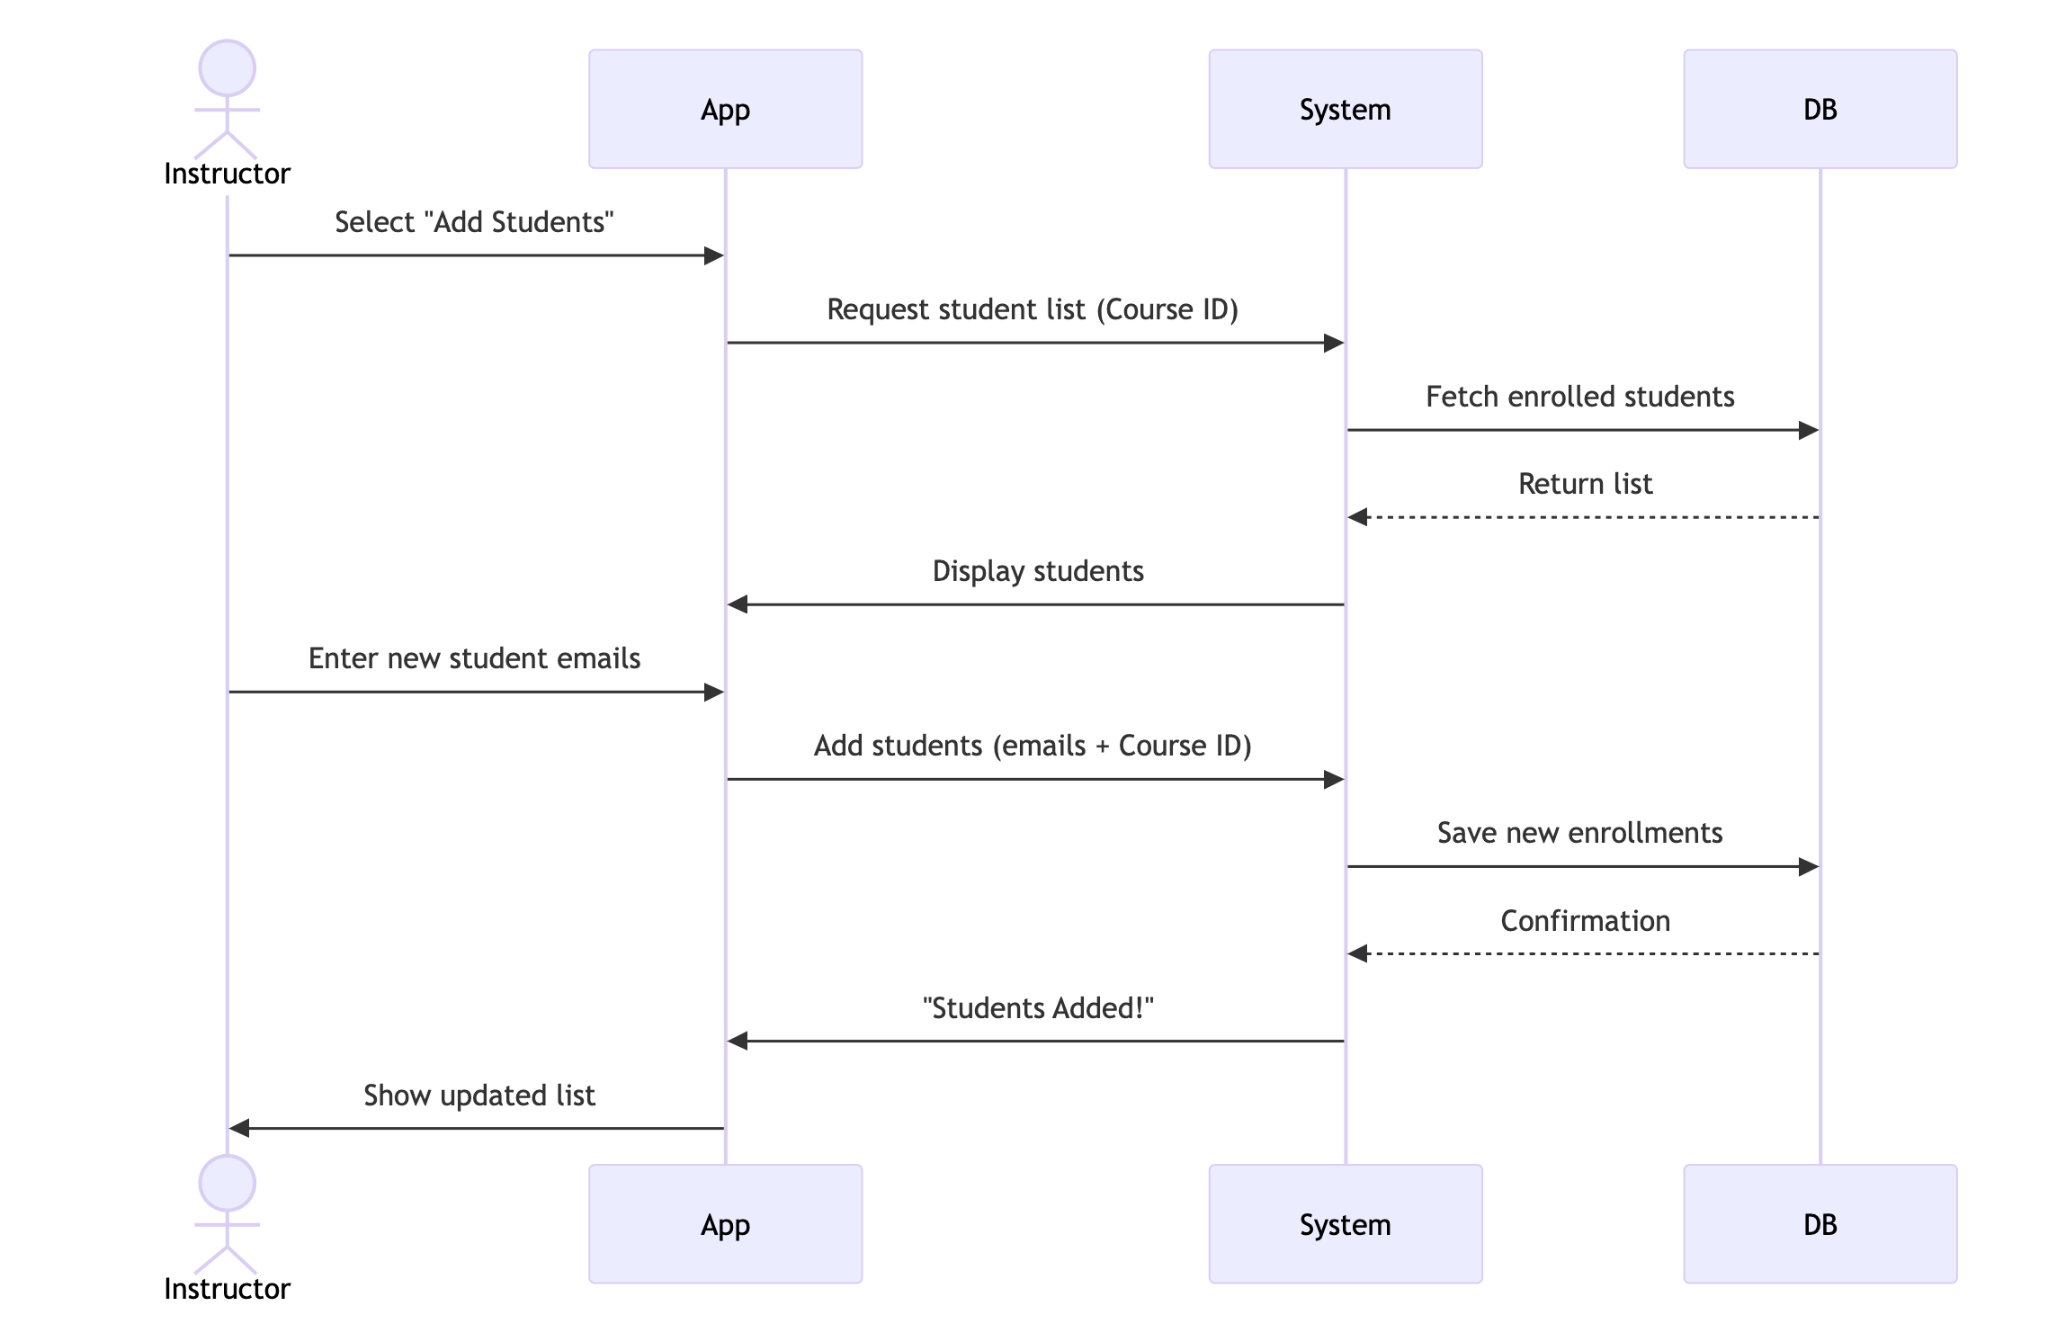 Instructor
App
System
DB
Select "Add Students"
Request student list (Course ID)
Fetch enrolled students
Return list
Display students
Enter new student emails
Add students (emails + Course ID)
Save new enrollments
Confirmation
"Students Added!"
Show updated list
Instructor
App
System
DB